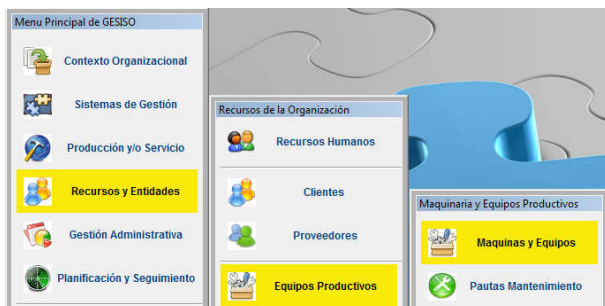 Menu Principal de GESISO
Contexto Organizacional
Sistemas de Gestión
Producción y/o Servicio
Recursos y Entidades
Gestión Administrativa
Planificación y Seguimiento
Recursos de la Organización
Recursos Humanos
Clientes
Proveedores
Equipos Productivos
Maquinaria y Equipos Productivos
Maquinas y Equipos
Pautas Mantenimiento